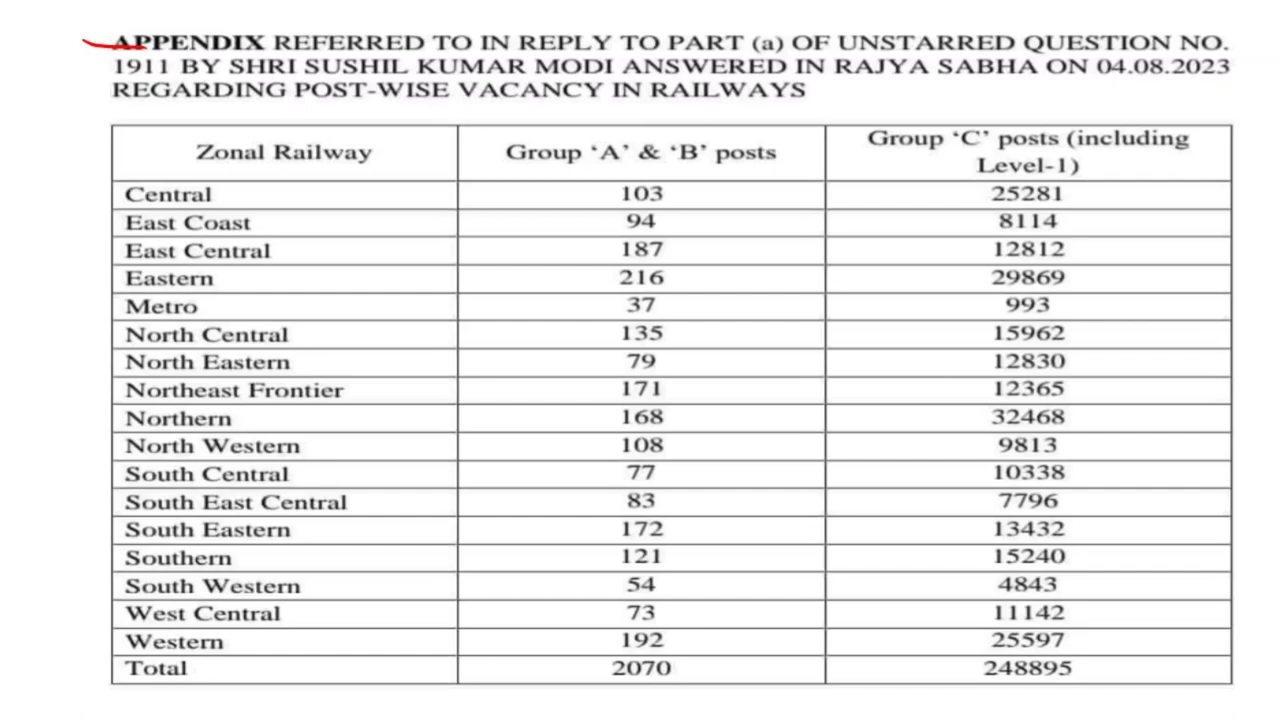 APPENDIX REFERRED TO IN REPLY TO PART (a) OF UNSTARRED QUESTION NO.
1911 BY SHRI SUSHIL KUMAR MODI ANSWERED IN RAJYA SABHA ON 04.08.2023
REGARDING POST-WISE VACANCY IN RAILWAYS
Zonal Railway Group ‘A’ & ‘B’ posts Group ‘C’ posts (including
Level-1)
Central 103 25281
East Coast 94 8114
East Central 187 12812
Eastern 216 29869
Metro 37 993
North Central 135 15962
North Eastern 79 12830
Northeast Frontier 171 12365
Northern 168 32468
North Western 108 9813
South Central 77 10338
South East Central 83 7796
South Eastern 172 13432
Southern 121 15240
South Western 54 4843
West Central 73 11142
Western 192 25597
Total 2070 248895